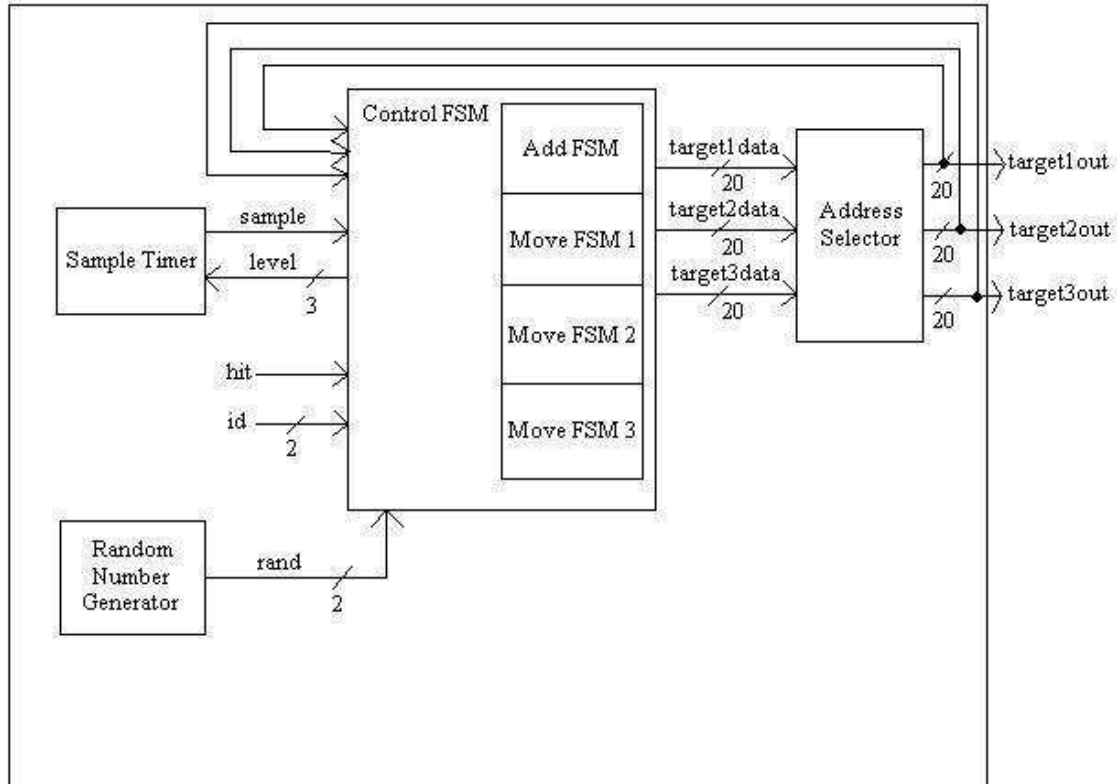 Control FSM
Add FSM
Move FSM 1
Move FSM 2
Move FSM 3
target1data
20
target2data
20
target3data
20
Address
Selector
20
target1out
20
target2out
20
target3out
Sample Timer
sample
level
3
hit
id
2
Random
Number
Generator
rand
2